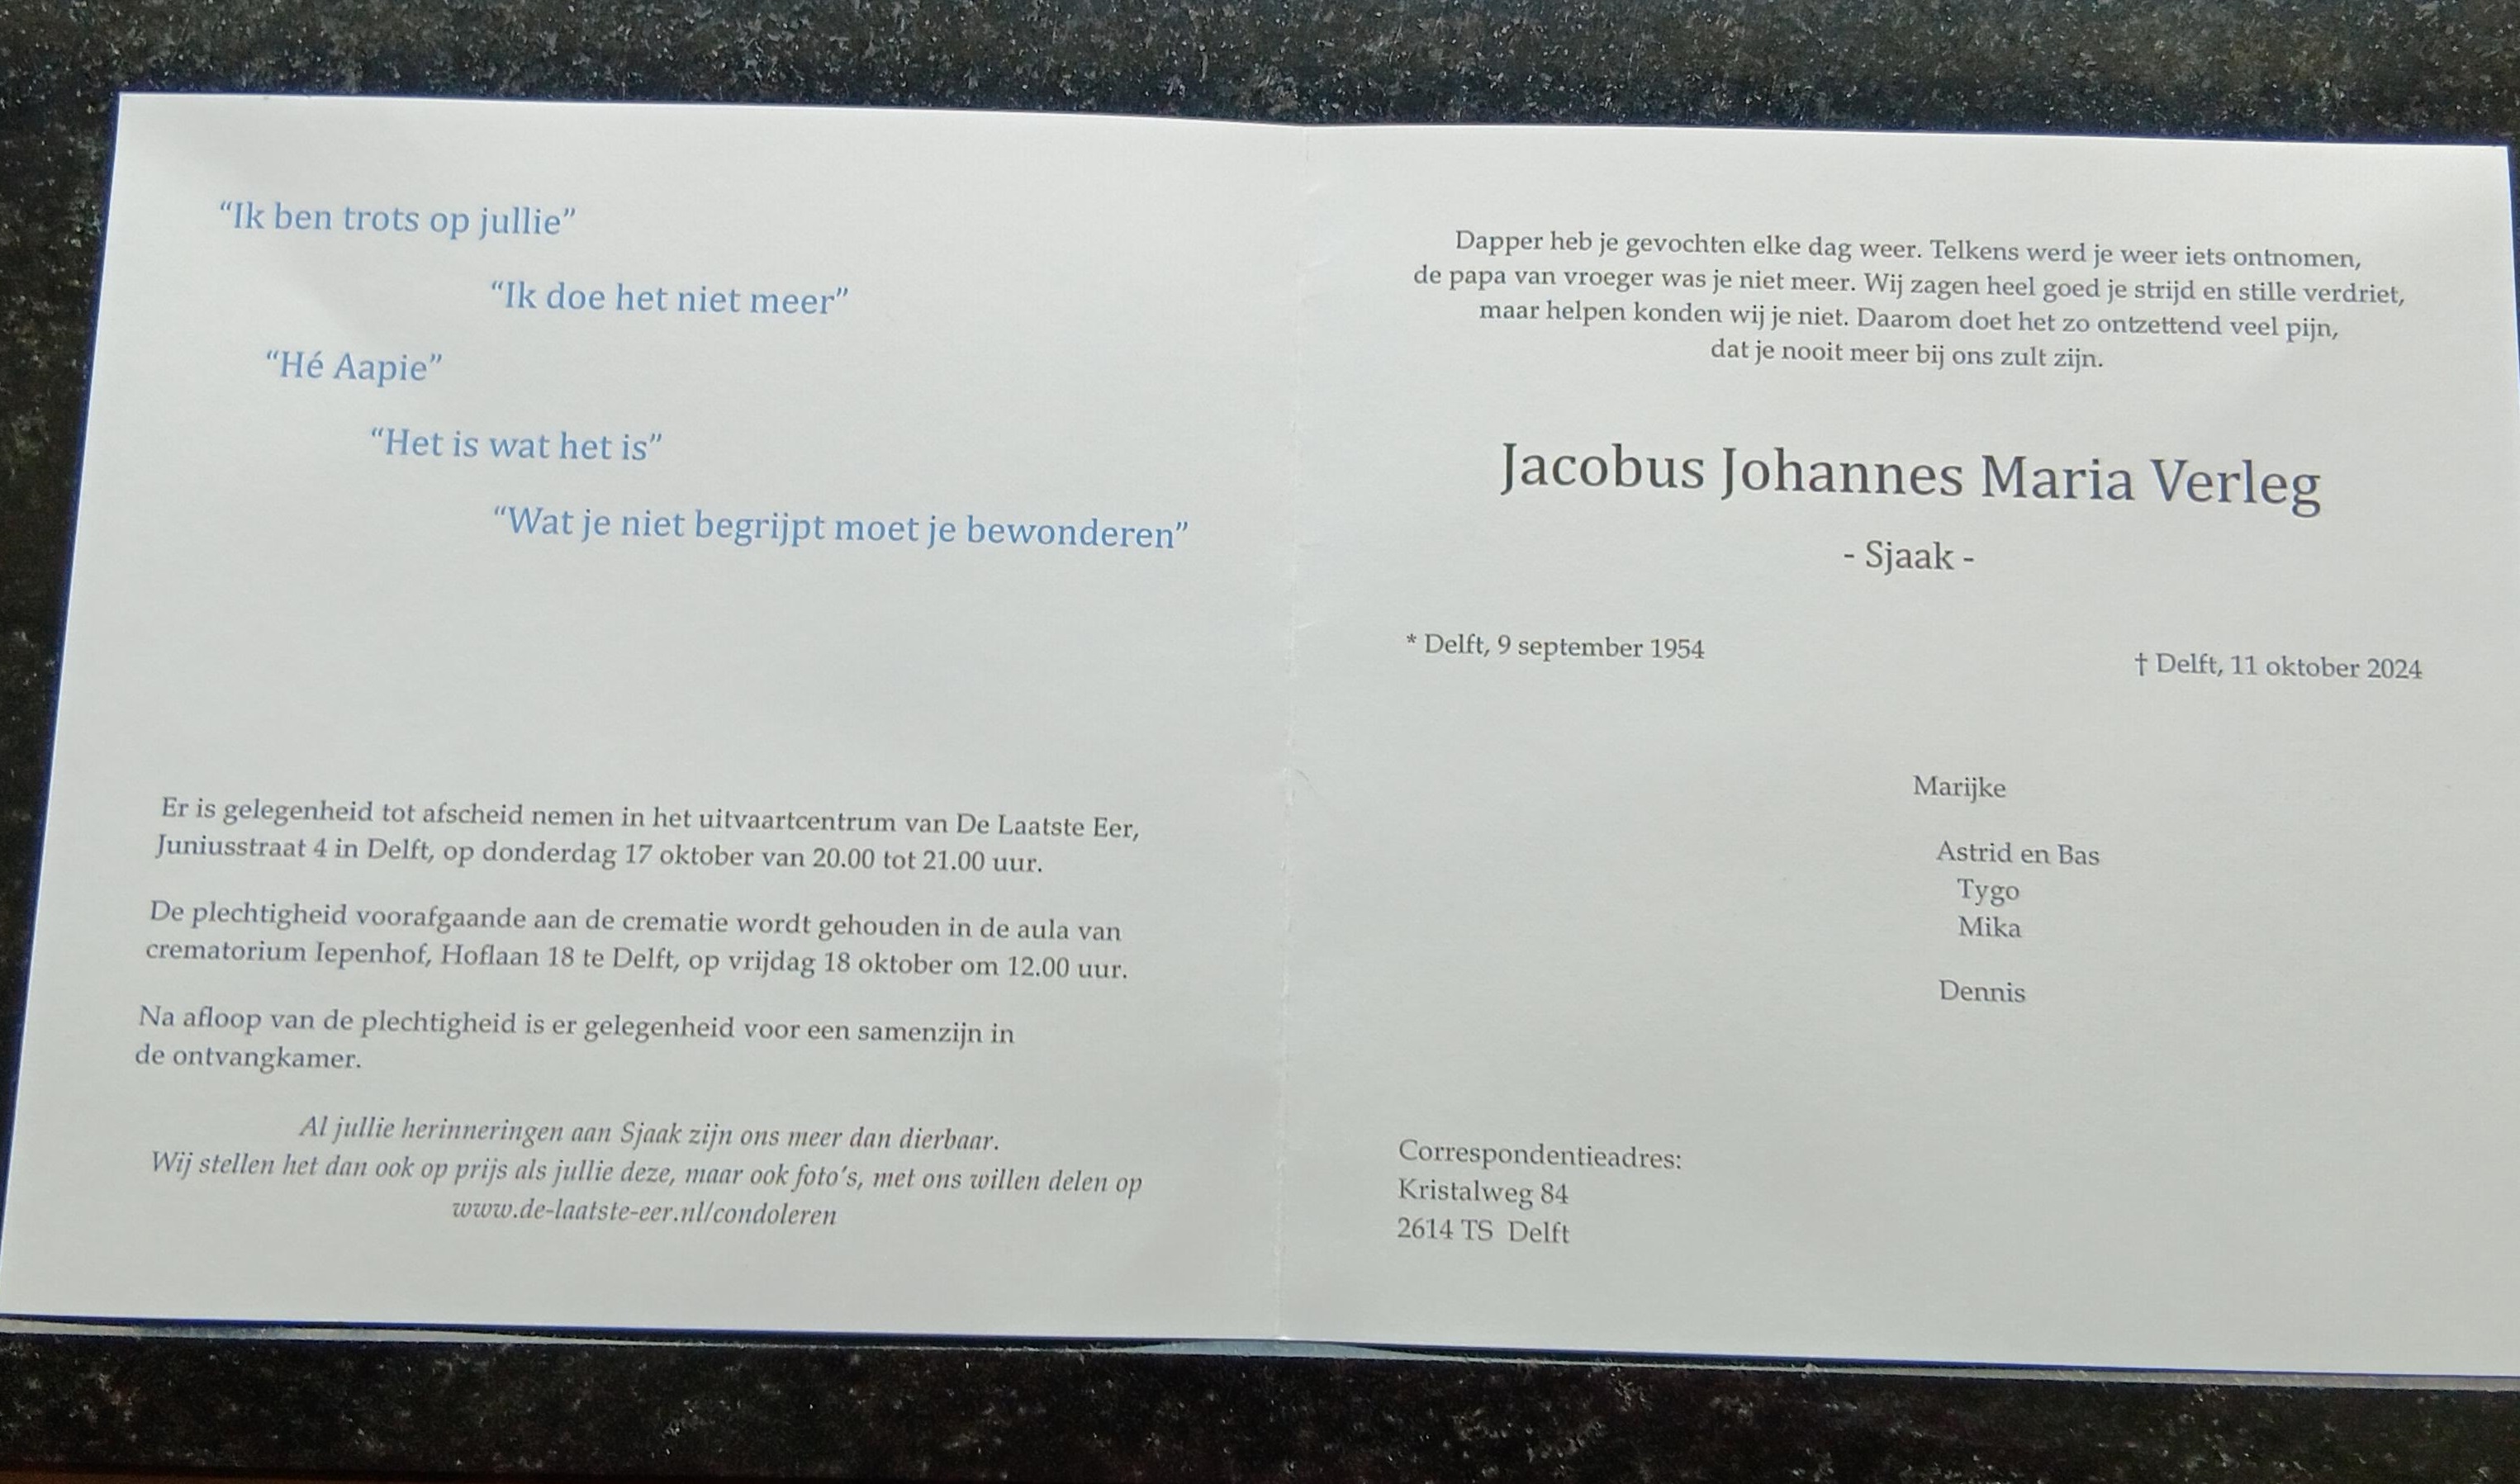 “Ik ben trots op jullie”
“Ik doe het niet meer”
“Hé Aapie”
“Het is wat het is”
“Wat je niet begrijpt moet je bewonderen”
Er is gelegenheid tot afscheid nemen in het uitvaartcentrum van De Laatste Eer,
Juniusstraat 4 in Delft, op donderdag 17 oktober van 20.00 tot 21.00 uur.
De plechtigheid voorafgaande aan de crematie wordt gehouden in de aula van
crematorium Iepenhof, Hoflaan 18 te Delft, op vrijdag 18 oktober om 12.00 uur.
Na afloop van de plechtigheid is er gelegenheid voor een samenzijn in
de ontvangkamer.
Al jullie herinneringen aan Sjaak zijn ons meer dan dierbaar.
Wij stellen het dan ook op prijs als jullie deze, maar ook foto’s, met ons willen delen op
www.de-laatste-eer.nl/condoleren
Dapper heb je gevochten elke dag weer. Telkens werd je weer iets ontnomen,
de papa van vroeger was je niet meer. Wij zagen heel goed je strijd en stille verdriet,
maar helpen konden wij je niet. Daarom doet het zo ontzettend veel pijn,
dat je nooit meer bij ons zult zijn.
Jacobus Johannes Maria Verleg
- Sjaak -
* Delft, 9 september 1954
† Delft, 11 oktober 2024
Marijke
Astrid en Bas
Tygo
Mika
Dennis
Correspondentieadres:
Kristalweg 84
2614 TS  Delft